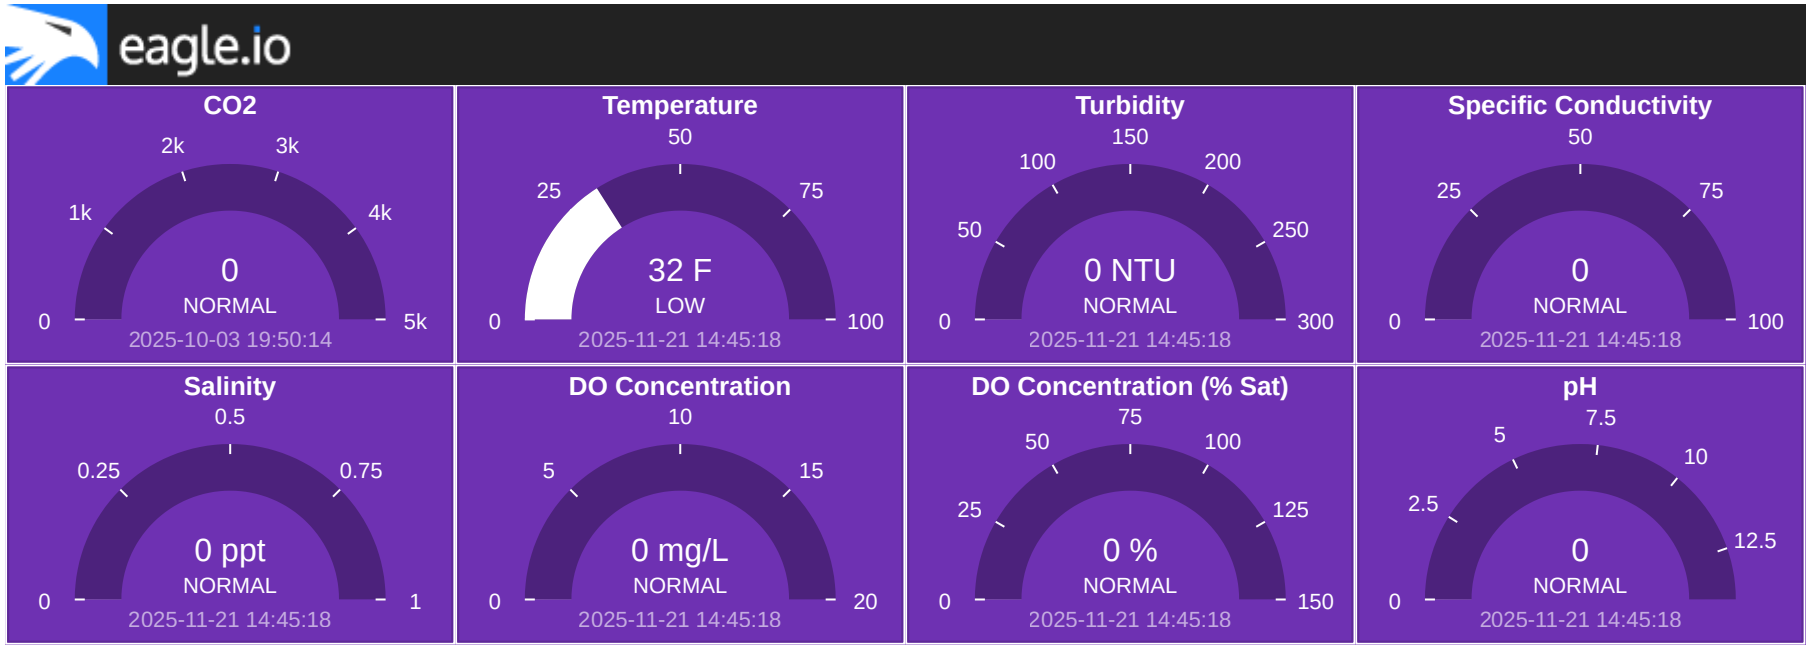 eagle.io
CO2
0
1k
2k
3k
4k
5k
0
NORMAL
2025-10-03 19:50:14
Temperature
0
25
50
75
100
32 F
LOW
2025-11-21 14:45:18
Turbidity
0
50
100
150
200
250
300
0 NTU
NORMAL
2025-11-21 14:45:18
Specific Conductivity
0
25
50
75
100
0
NORMAL
2025-11-21 14:45:18
Salinity
0
0.25
0.5
0.75
1
0 ppt
NORMAL
2025-11-21 14:45:18
DO Concentration
0
5
10
15
20
0 mg/L
NORMAL
2025-11-21 14:45:18
DO Concentration (% Sat)
0
25
50
75
100
125
150
0 %
NORMAL
2025-11-21 14:45:18
pH
0
2.5
5
7.5
10
12.5
0
NORMAL
2025-11-21 14:45:18